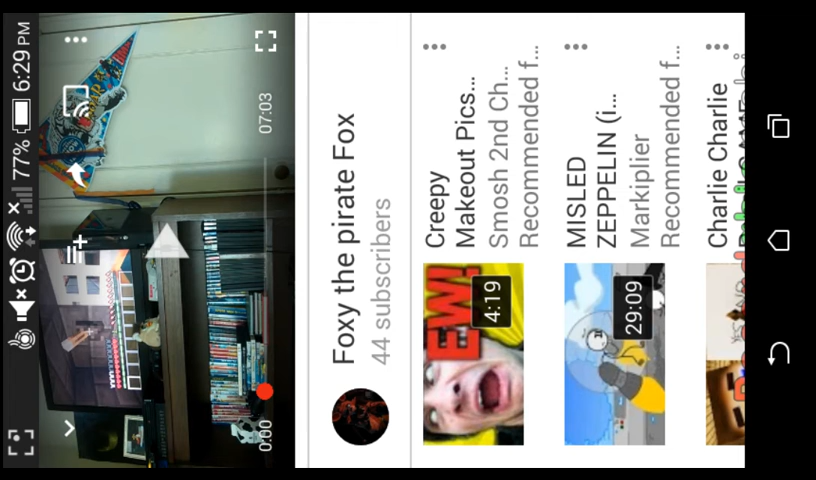 77% 6:29 PM
0:00
07:03
Foxy the pirate Fox
44 subscribers
EW!
4:19
Creepy
Makeout Pics...
Smosh 2nd Ch...
Recommended f...
29:09
MISLED
ZEPPELIN (i...
Markiplier
Recommended f...
Charlie Charlie